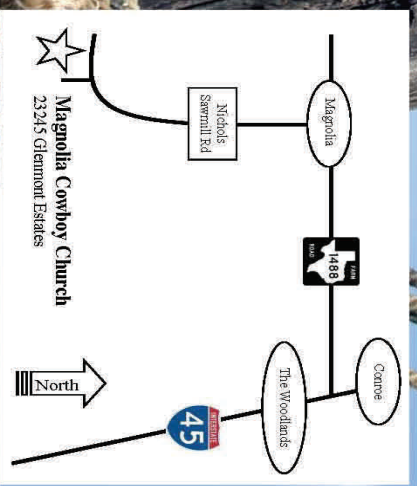 Magnolia
FARM
1488
ROAD
Conroe
The Woodlands
Nichols
Sawmill Rd
INTERSTATE
45
Magnolia Cowboy Church
23245 Glenmont Estates
North